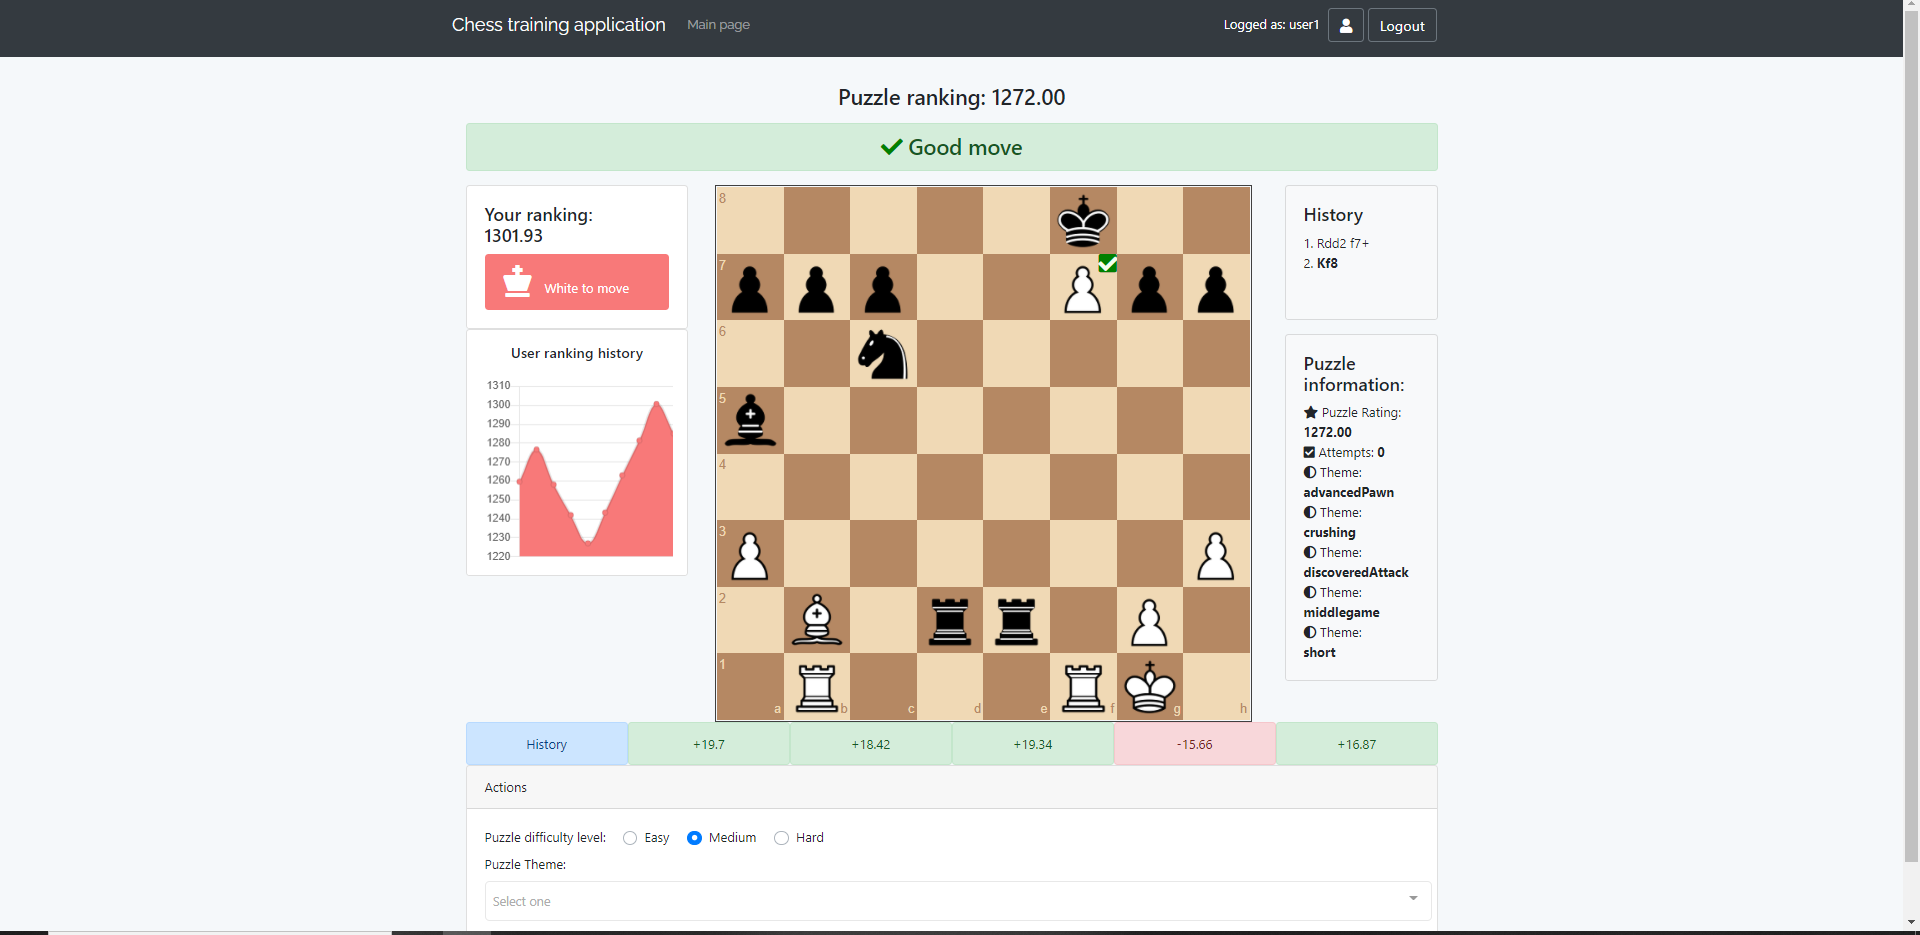 Chess training application Main page Logged as: user1 Logout
Puzzle ranking: 1272.00
Good move
Your ranking:
1301.93
White to move
User ranking history
1310
1300
1290
1280
1270
1260
1250
1240
1230
1220
8
7
6
5
4
3
2
1
a b c d e f g h
History
1. Rdd2 f7+
2. Kf8
Puzzle
information:
Puzzle Rating:
1272.00
Attempts: 0
Theme:
advancedPawn
Theme:
crushing
Theme:
discoveredAttack
Theme:
middlegame
Theme:
short
History +19.7 +18.42 +19.34 -15.66 +16.87
Actions
Puzzle difficulty level: Easy Medium Hard
Puzzle Theme:
Select one